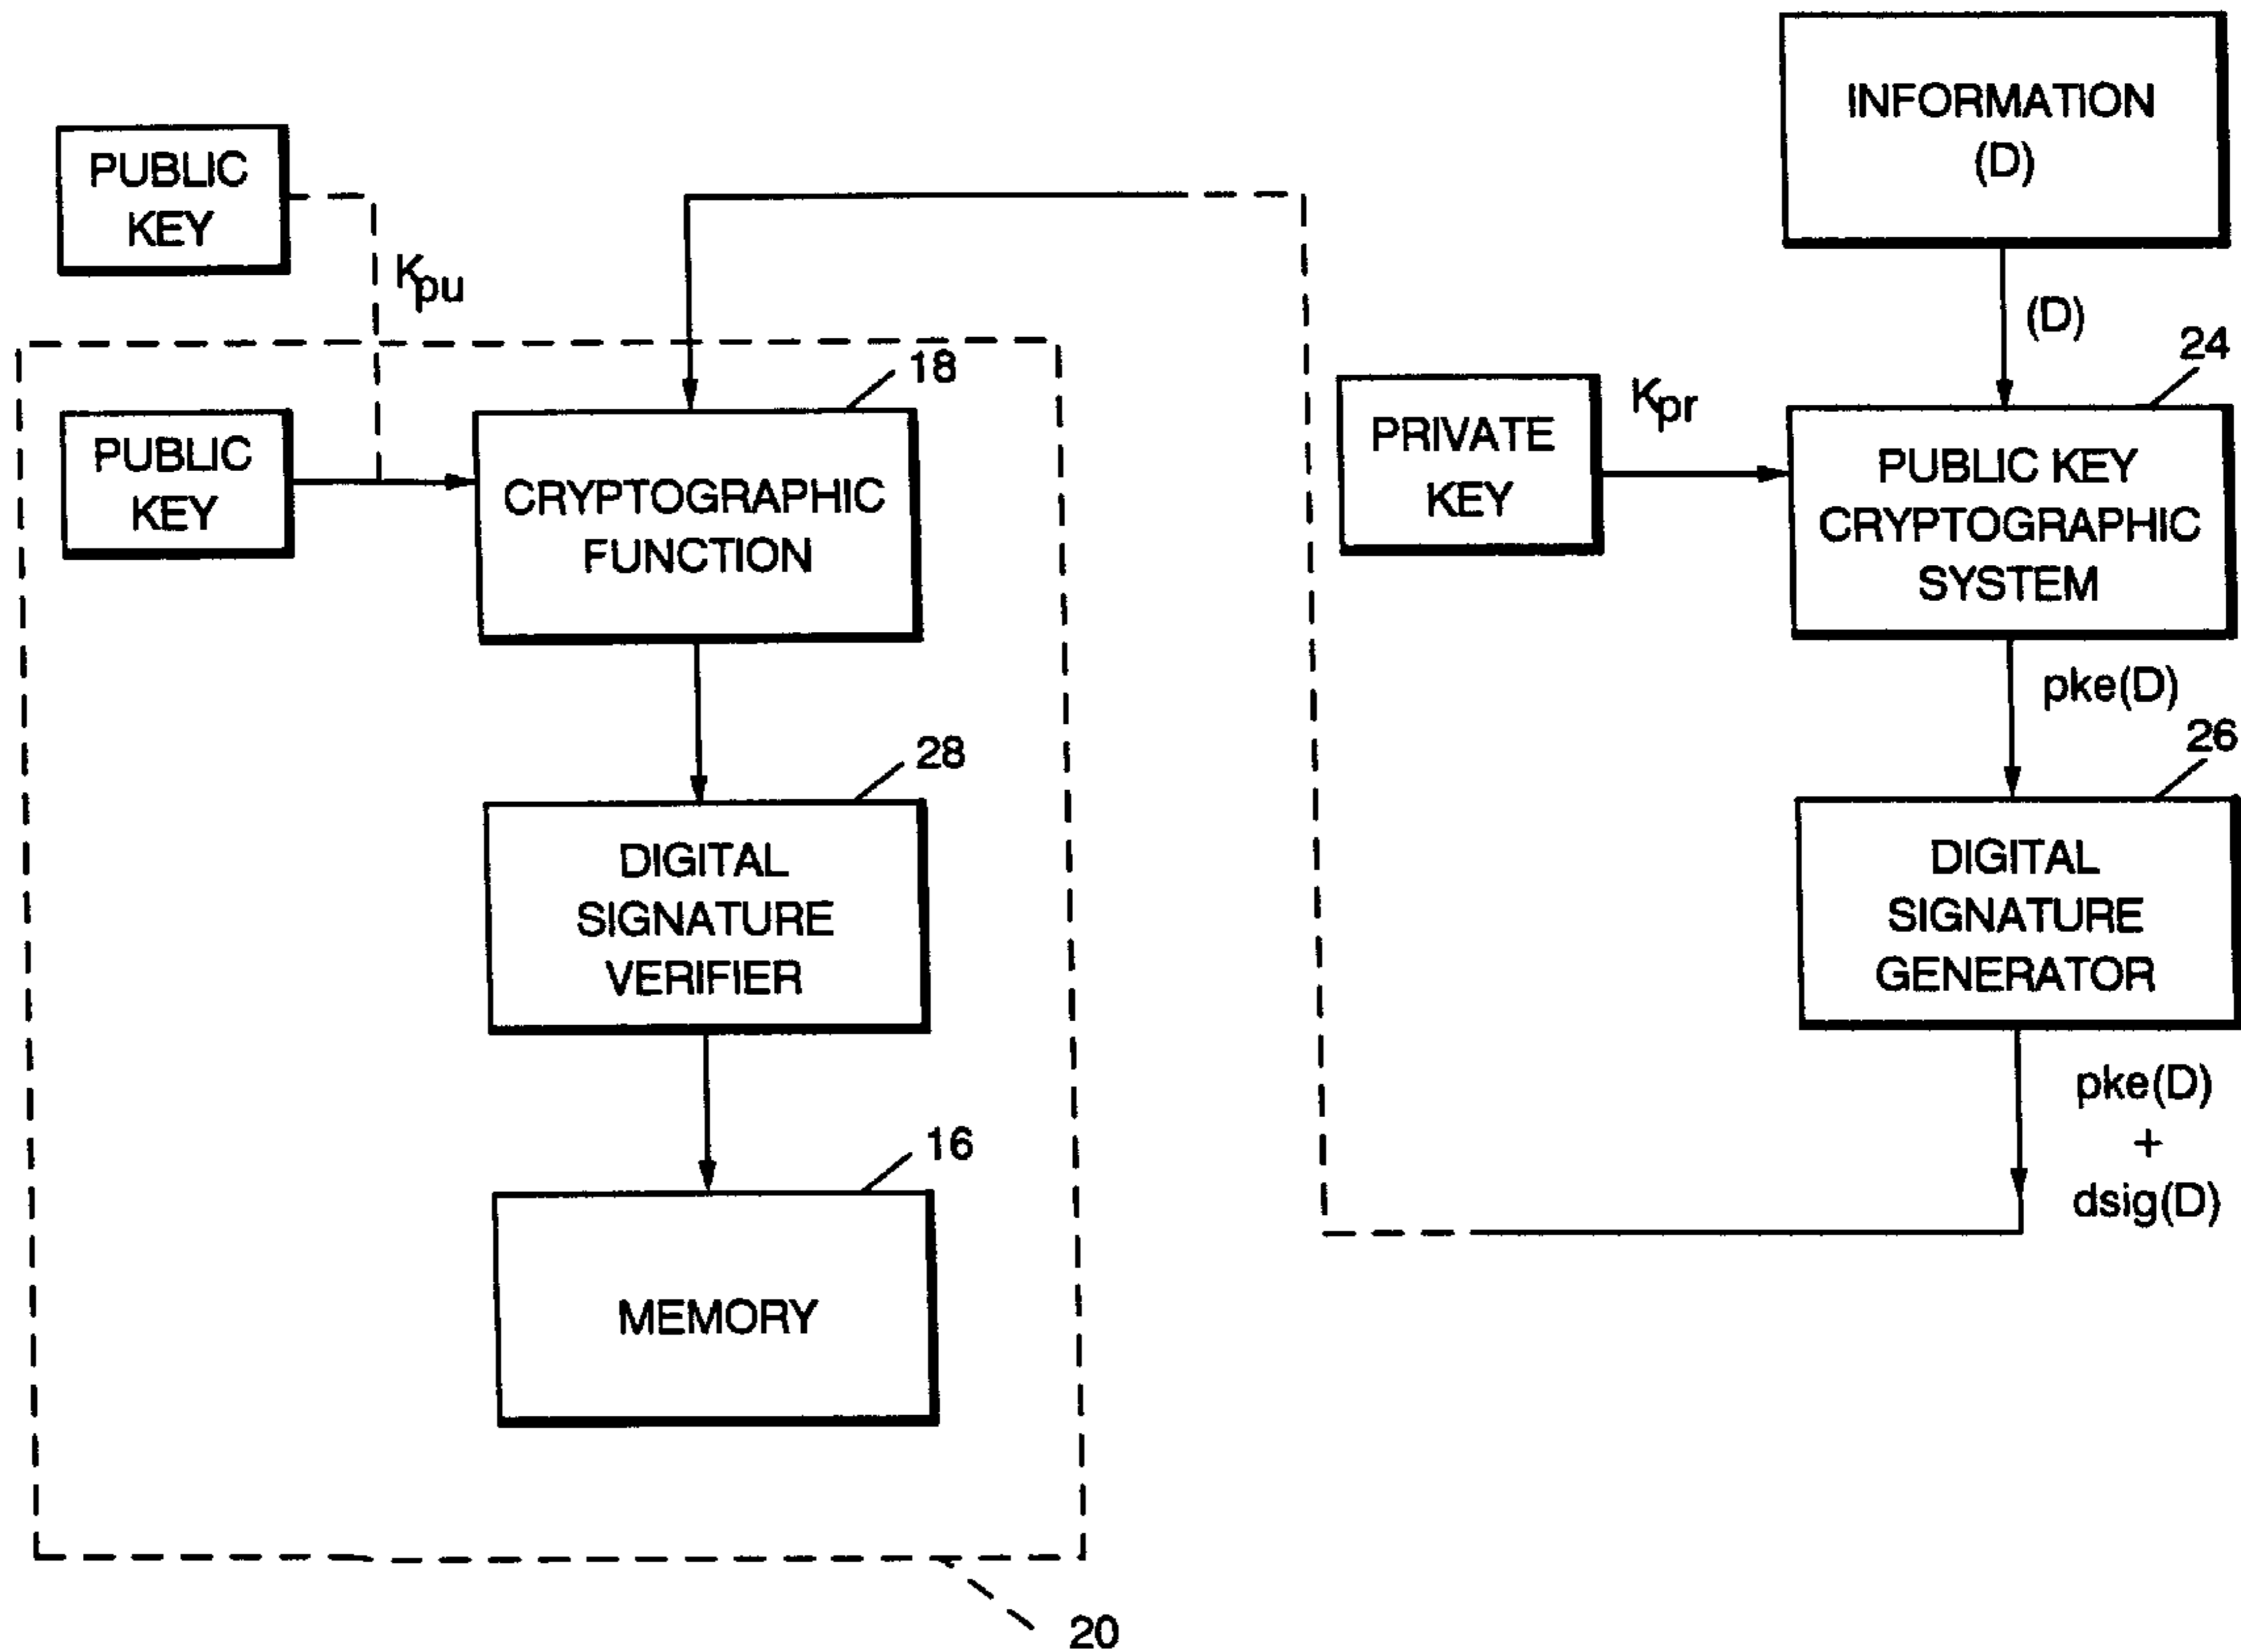 INFORMATION
(D)
PUBLIC
KEY
Kpu
(D)
24
18
PUBLIC
KEY
CRYPTOGRAPHIC
FUNCTION
PRIVATE
KEY
Kpr
PUBLIC KEY
CRYPTOGRAPHIC
SYSTEM
pke(D)
26
28
DIGITAL
SIGNATURE
VERIFIER
DIGITAL
SIGNATURE
GENERATOR
pke(D)
+
dsig(D)
16
MEMORY
20